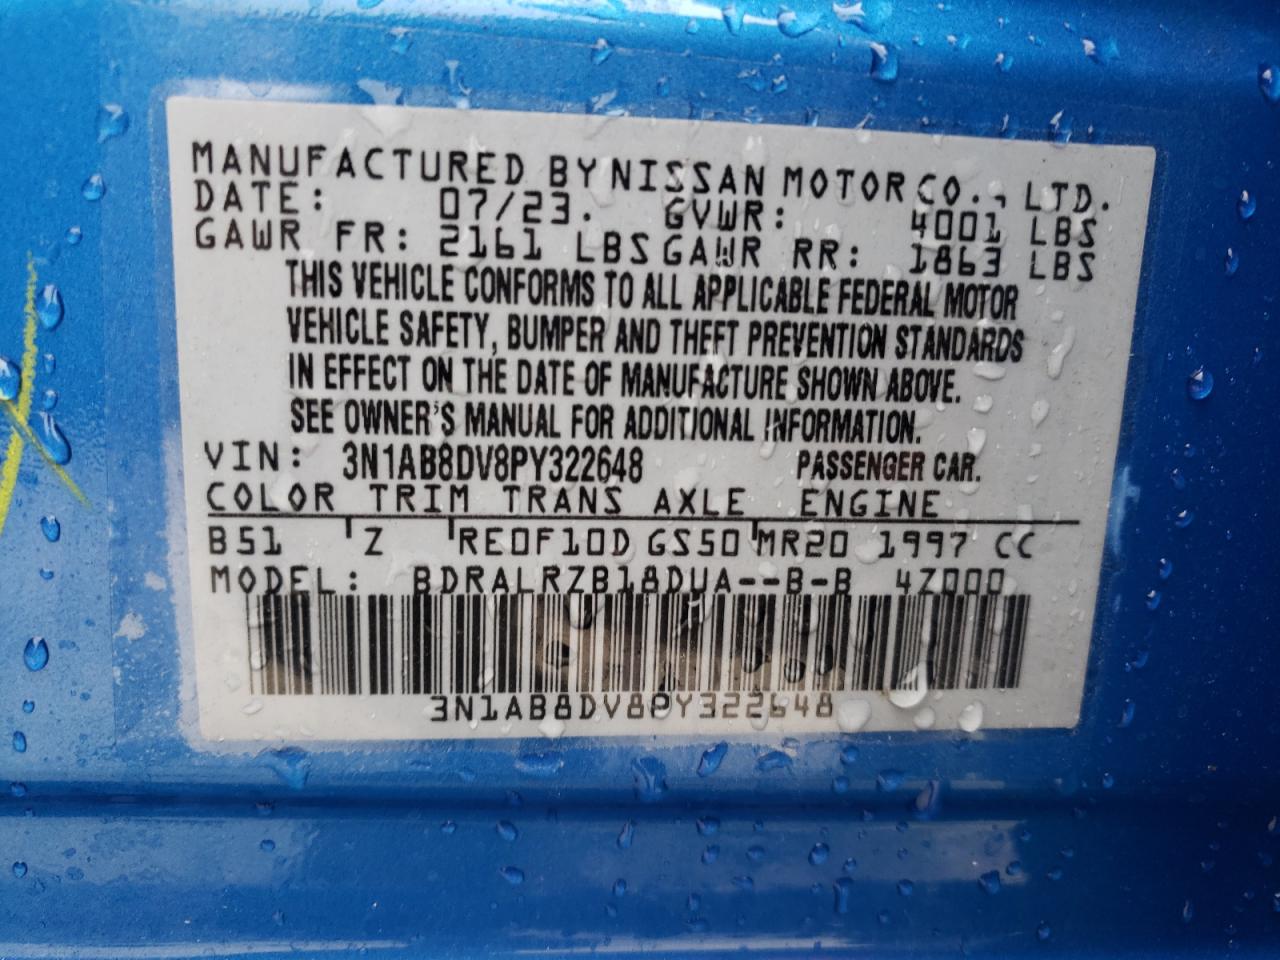 MANUFACTURED BY NISSAN MOTOR CO., LTD.
DATE: 07/23. GVWR: 4001 LBS
GAWR FR: 2161 LBS GAWR RR: 1863 LBS
THIS VEHICLE CONFORMS TO ALL APPLICABLE FEDERAL MOTOR
VEHICLE SAFETY, BUMPER AND THEFT PREVENTION STANDARDS
IN EFFECT ON THE DATE OF MANUFACTURE SHOWN ABOVE.
SEE OWNER'S MANUAL FOR ADDITIONAL INFORMATION.
VIN: 3N1AB8DV8PY322648 PASSENGER CAR.
COLOR TRIM TRANS AXLE ENGINE
B51 Z RE0F10D GS50 MR20 1997 CC
MODEL: BDRALRZB18DUA--B-B 4Z000
3N1AB8DV8PY322648